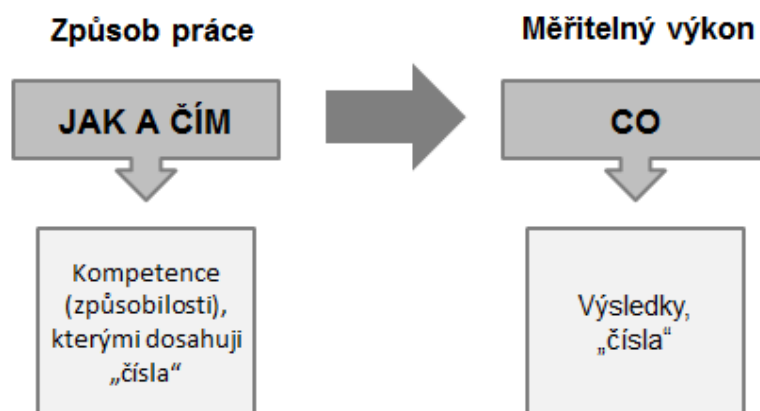 Způsob práce
Měřitelný výkon
JAK A ČÍM
CO
Kompetence
(způsobilosti),
kterými dosahuji
„čísla“
Výsledky,
„čísla“